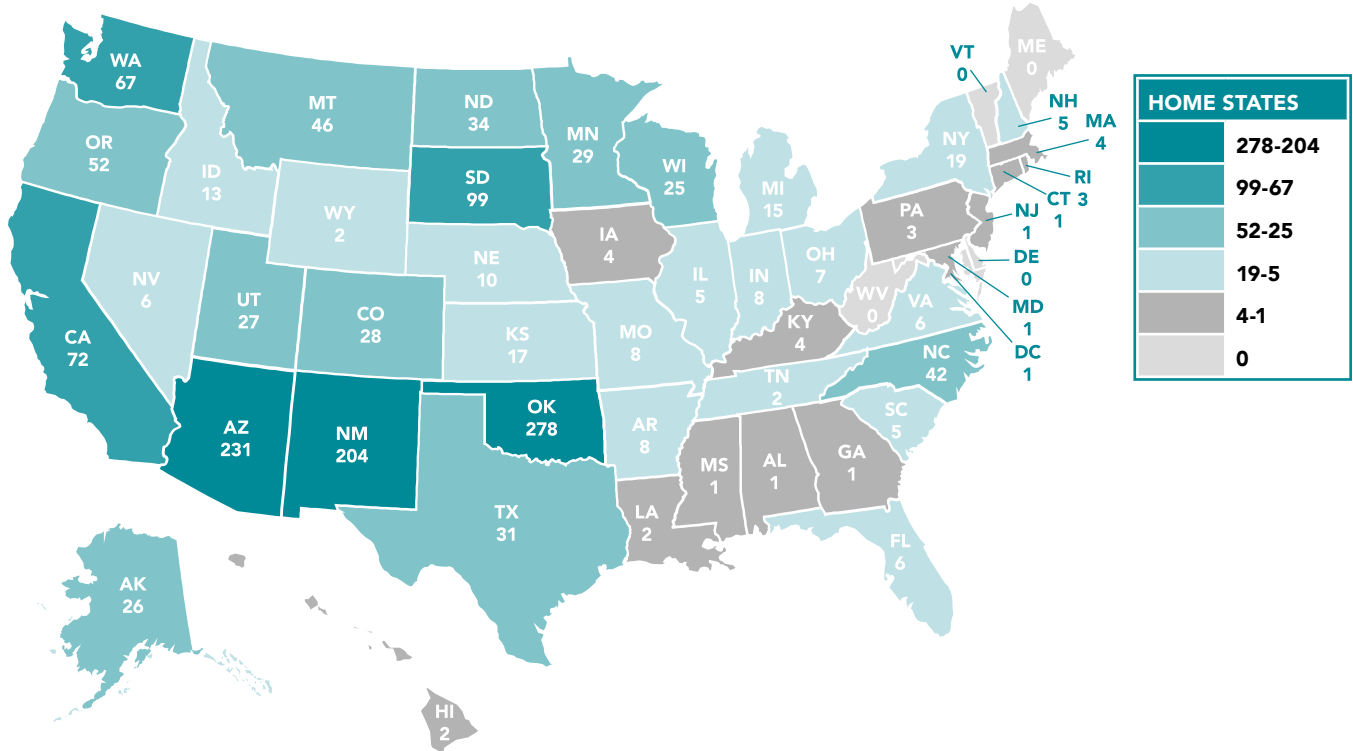 WA
67
OR
52
CA
72
ID
13
NV
6
MT
46
WY
2
UT
27
AZ
231
CO
28
NM
204
ND
34
SD
99
NE
10
KS
17
OK
278
TX
31
MN
29
IA
4
MO
8
AR
8
LA
2
WI
25
IL
5
MI
15
IN
8
OH
7
KY
4
TN
2
MS
1
AL
1
GA
1
FL
6
SC
5
NC
42
VA
6
WV
0
PA
3
NY
19
VT
0
ME
0
NH
5
MA
4
RI
3
CT
1
NJ
1
DE
0
MD
1
DC
1
AK
26
HI
2
HOME STATES
278-204
99-67
52-25
19-5
4-1
0